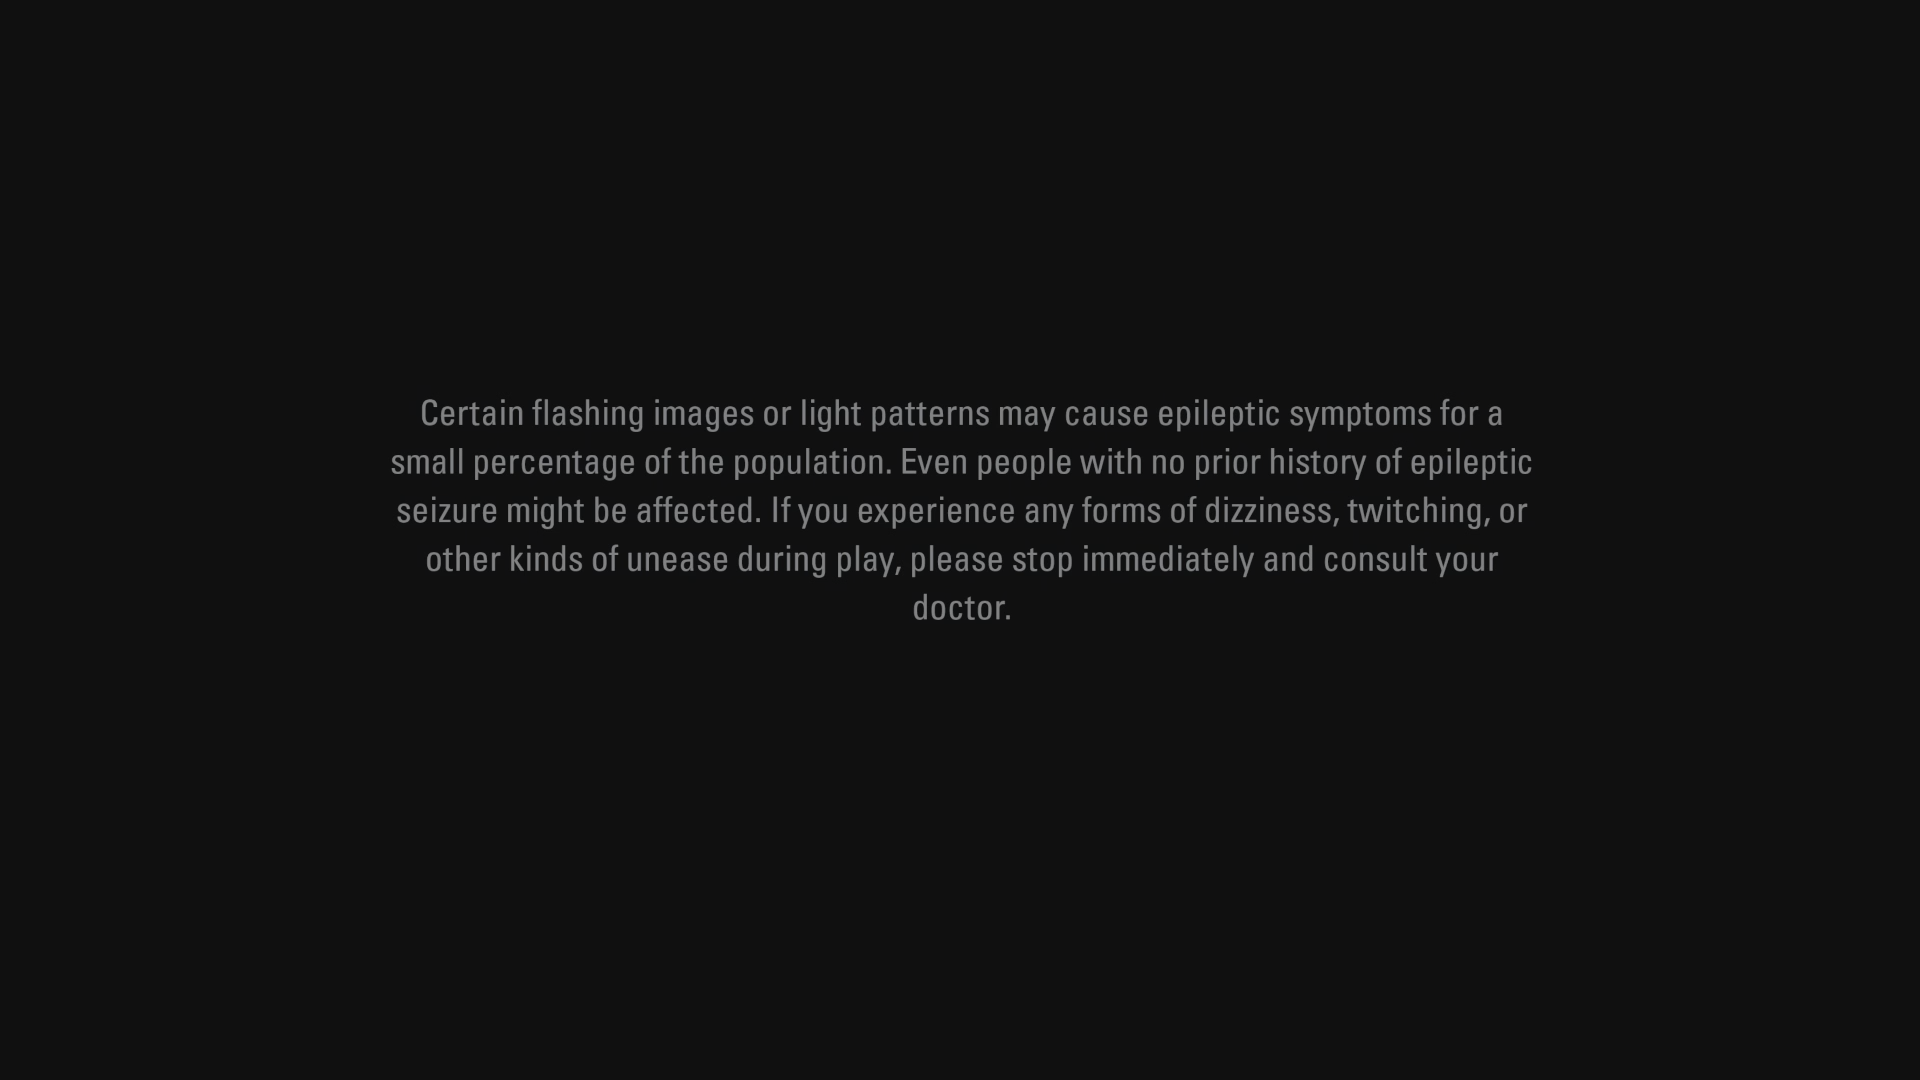 Certain flashing images or light patterns may cause epileptic symptoms for a
small percentage of the population. Even people with no prior history of epileptic
seizure might be affected. If you experience any forms of dizziness, twitching, or
other kinds of unease during play, please stop immediately and consult your
doctor.